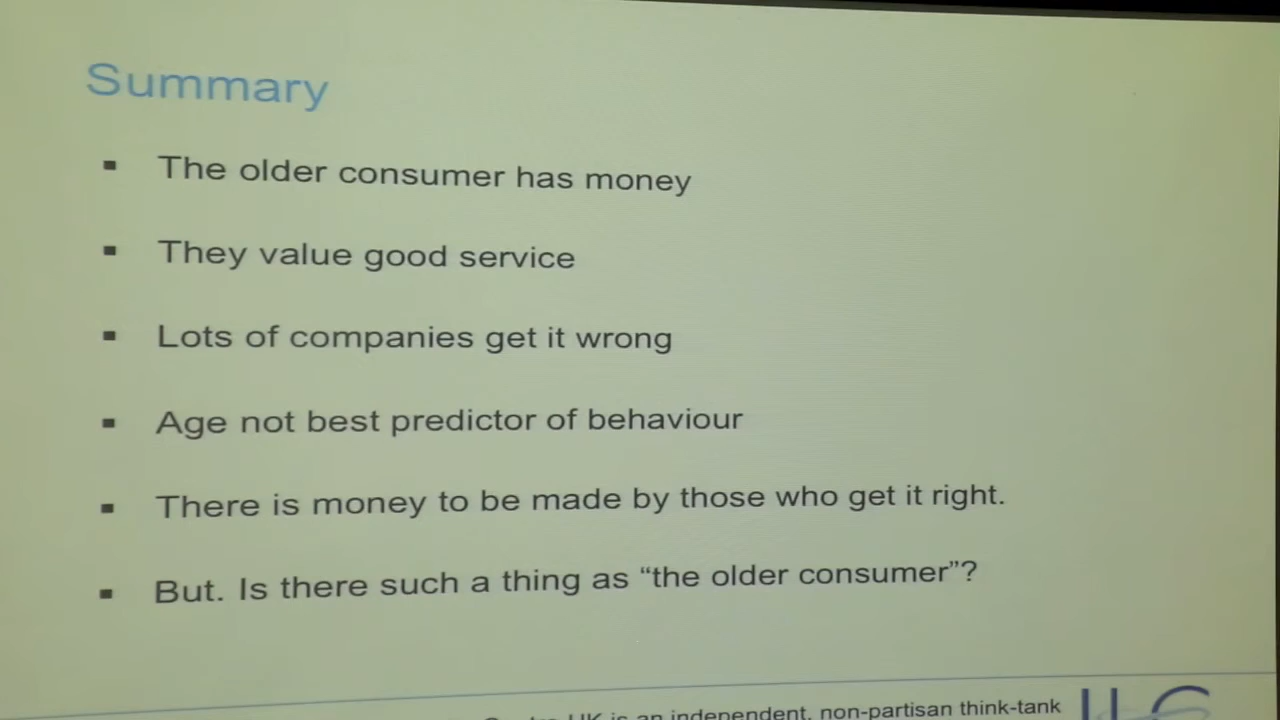 Summary
▪ The older consumer has money
▪ They value good service
▪ Lots of companies get it wrong
▪ Age not best predictor of behaviour
▪ There is money to be made by those who get it right.
▪ But. Is there such a thing as “the older consumer”?
UK is an independent, non-partisan think-tank